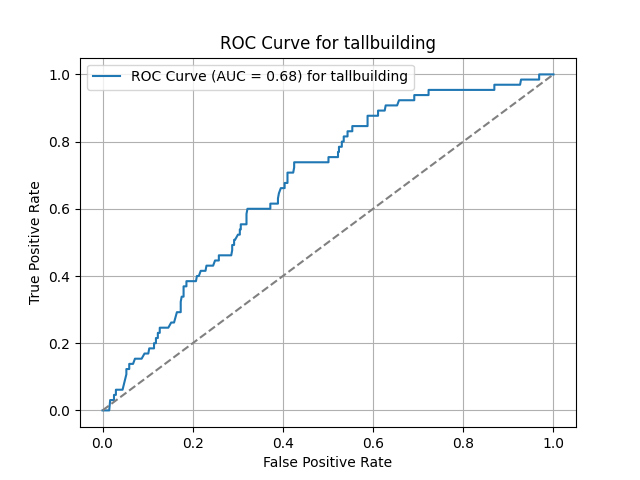 ROC Curve for tallbuilding
ROC Curve (AUC = 0.68) for tallbuilding
1.0
0.8
0.6
0.4
0.2
0.0
True Positive Rate
0.0 0.2 0.4 0.6 0.8 1.0
False Positive Rate